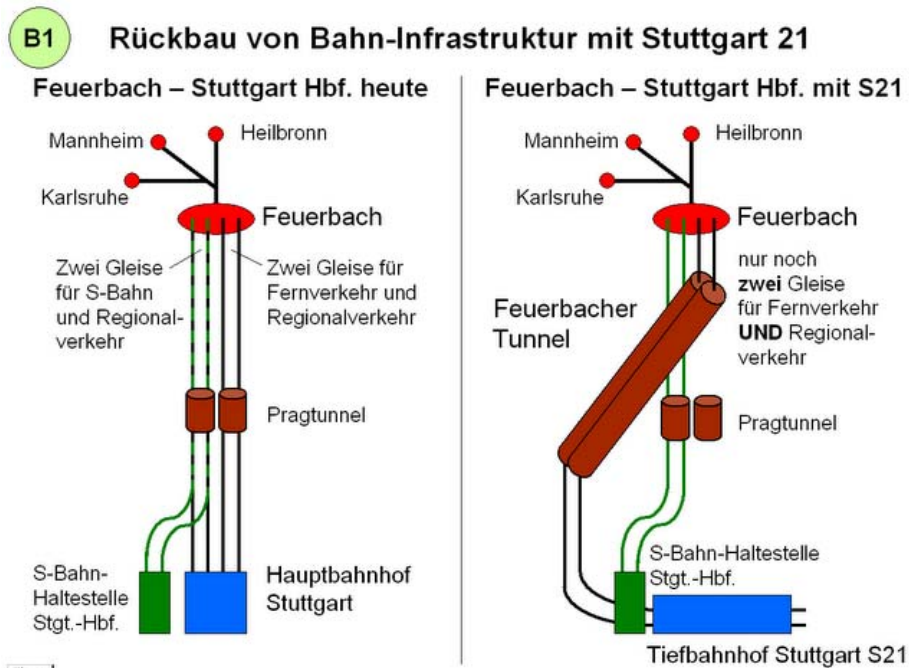 B1
Rückbau von Bahn-Infrastruktur mit Stuttgart 21
Feuerbach – Stuttgart Hbf. heute
Mannheim
Heilbronn
Karlsruhe
Feuerbach
Zwei Gleise
für S-Bahn
und Regional-
verkehr
Zwei Gleise für
Fernverkehr und
Regionalverkehr
Pragtunnel
S-Bahn-
Haltestelle
Stgt.-Hbf.
Hauptbahnhof
Stuttgart
Feuerbach – Stuttgart Hbf. mit S21
Mannheim
Heilbronn
Karlsruhe
Feuerbach
nur noch
zwei Gleise
für Fernverkehr
UND Regional-
verkehr
Feuerbacher
Tunnel
Pragtunnel
S-Bahn-Haltestelle
Stgt.-Hbf.
Tiefbahnhof Stuttgart S21